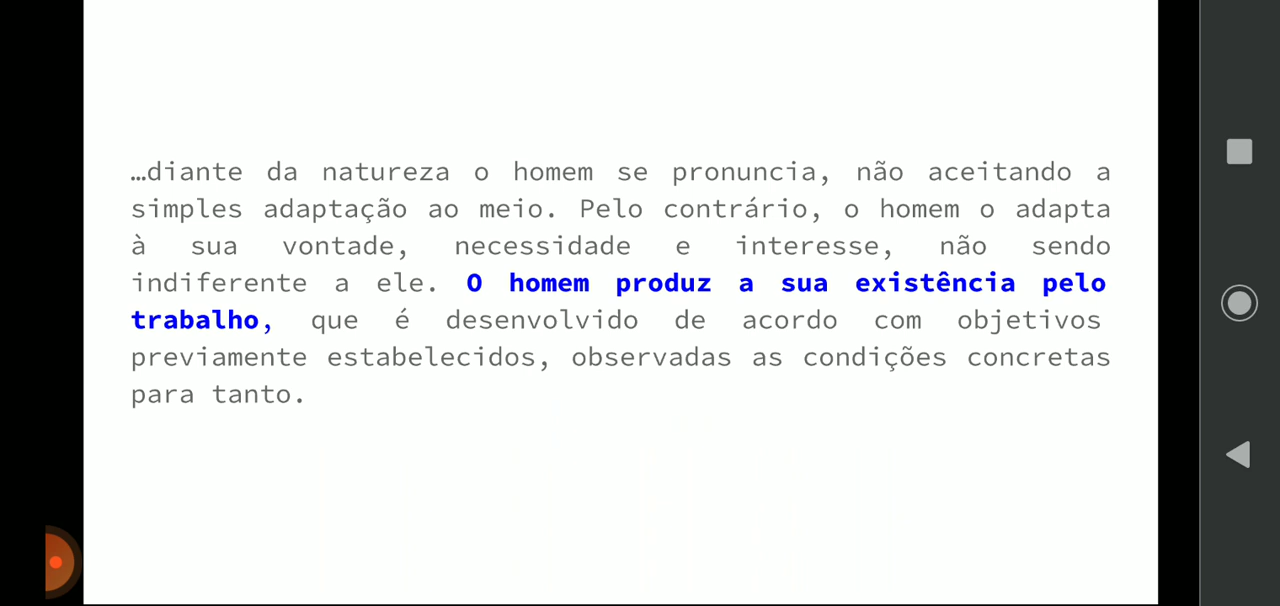 …diante da natureza o homem se pronuncia, não aceitando a
simples adaptação ao meio. Pelo contrário, o homem o adapta
à sua vontade, necessidade e interesse, não sendo
indiferente a ele. O homem produz a sua existência pelo
trabalho, que é desenvolvido de acordo com objetivos
previamente estabelecidos, observadas as condições concretas
para tanto.